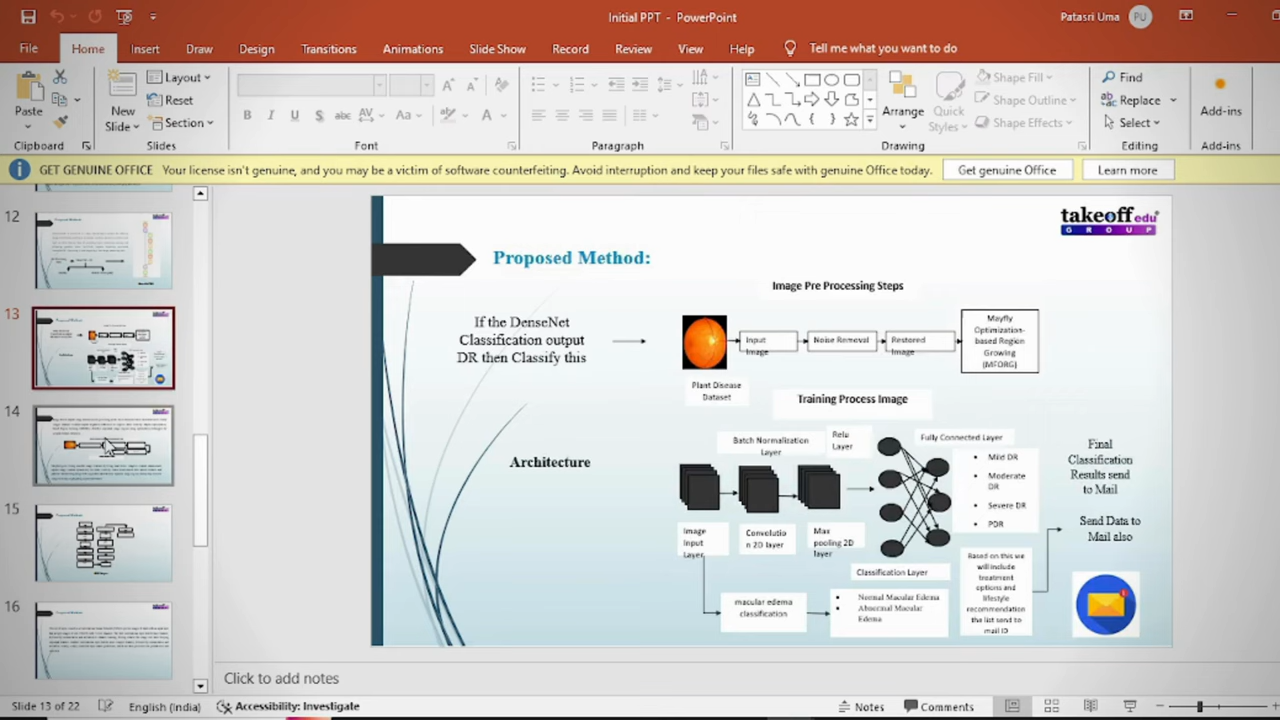 Initial PPT - PowerPoint
Patasri Uma
PU
File
Home
Insert
Draw
Design
Transitions
Animations
Slide Show
Record
Review
View
Help
Tell me what you want to do
Paste
Clipboard
New
Slide
Layout
Reset
Section
Slides
Font
Paragraph
Arrange
Quick
Styles
Shape Fill
Shape Outline
Shape Effects
Drawing
Find
Replace
Select
Editing
Add-ins
Add-ins
GET GENUINE OFFICE Your license isn't genuine, and you may be a victim of software counterfeiting. Avoid interruption and keep your files safe with genuine Office today.
Get genuine Office
Learn more
12
13
14
15
16
takeoff edu
GROUP
Proposed Method:
Image Pre Processing Steps
If the DenseNet
Classification output
DR then Classify this
Input
Image
Noise Removal
Restored
Image
Mayfly
Optimization-
based Region
Growing
(MFORG)
Plant Disease
Dataset
Training Process Image
Architecture
Batch Normalization
Layer
Relu
Layer
Fully Connected Layer
Mild DR
Moderate
DR
Severe DR
PDR
Final
Classification
Results send
to Mail
Image
Input
Layer
Convolutio
n 2D layer
Max
pooling 2D
layer
Send Data to
Mail also
Classification Layer
macular edema
classification
Normal Macular Edema
Abnormal Macular
Edema
Based on this we
will include
treatment
options and
lifestyle
recommendation
the list send to
mail ID
Click to add notes
Slide 13 of 22
English (India)
Accessibility: Investigate
Notes
Comments